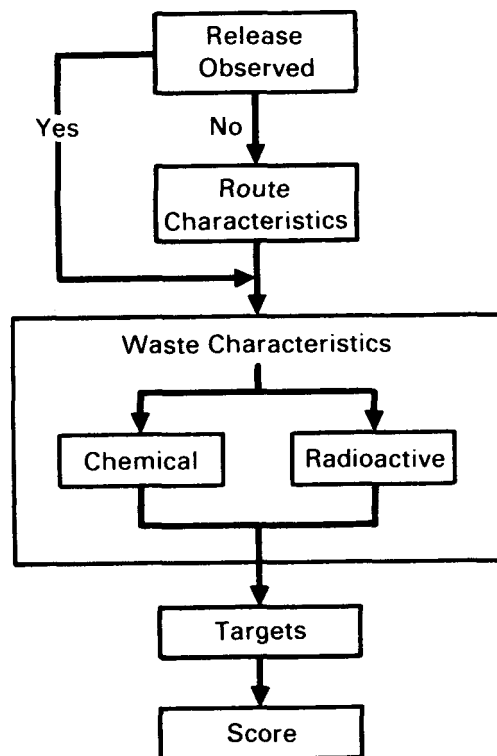 Release
Observed
Yes
No
Route
Characteristics
Waste Characteristics
Chemical
Radioactive
Targets
Score